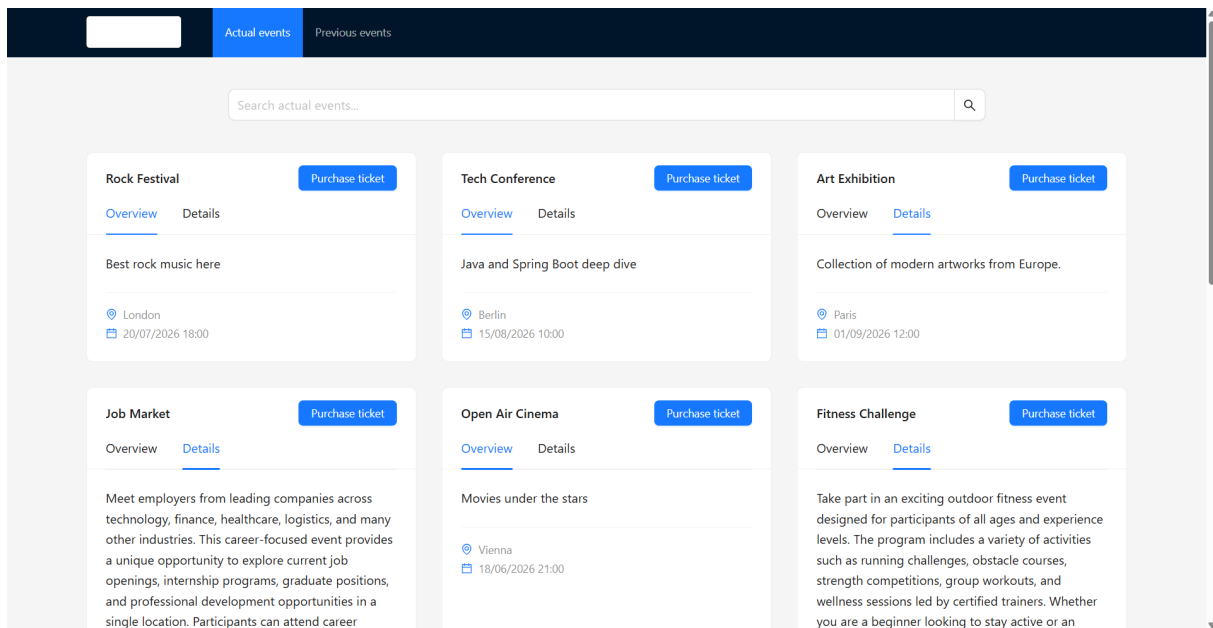 Actual events
Previous events
Search actual events...
Rock Festival
Purchase ticket
Overview
Details
Best rock music here
London
20/07/2026 18:00
Tech Conference
Purchase ticket
Overview
Details
Java and Spring Boot deep dive
Berlin
15/08/2026 10:00
Art Exhibition
Purchase ticket
Overview
Details
Collection of modern artworks from Europe.
Paris
01/09/2026 12:00
Job Market
Purchase ticket
Overview
Details
Meet employers from leading companies across
technology, finance, healthcare, logistics, and many
other industries. This career-focused event provides
a unique opportunity to explore current job
openings, internship programs, graduate positions,
and professional development opportunities in a
single location. Participants can attend career
Open Air Cinema
Purchase ticket
Overview
Details
Movies under the stars
Vienna
18/06/2026 21:00
Fitness Challenge
Purchase ticket
Overview
Details
Take part in an exciting outdoor fitness event
designed for participants of all ages and experience
levels. The program includes a variety of activities
such as running challenges, obstacle courses,
strength competitions, group workouts, and
wellness sessions led by certified trainers. Whether
you are a beginner looking to stay active or an